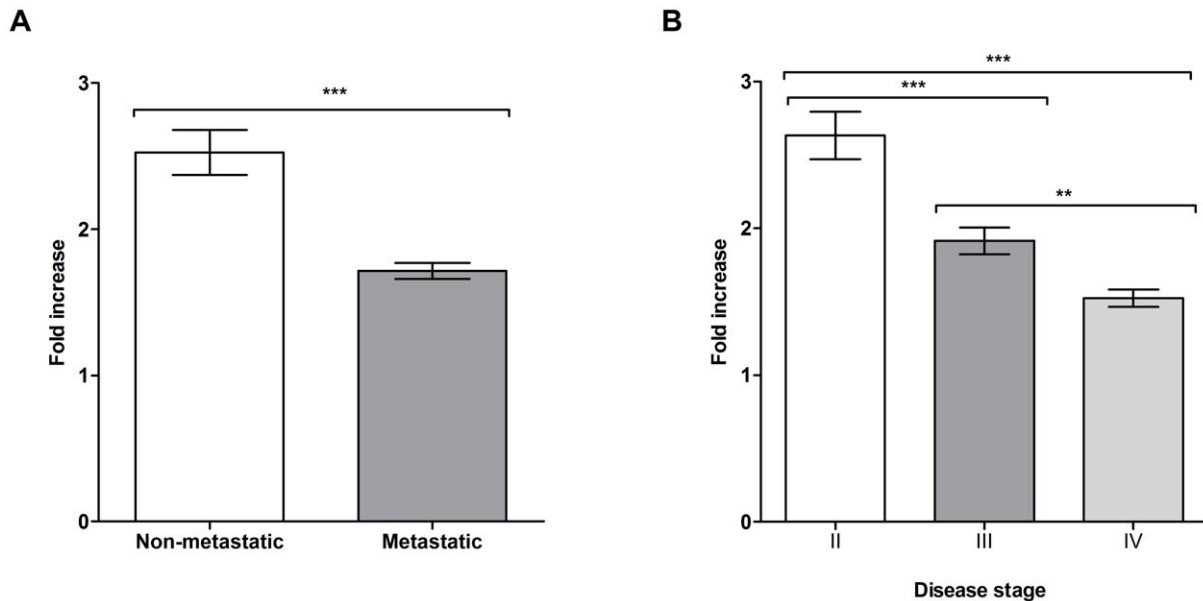 A
Fold increase
3
2
1
0
***
Non-metastatic
Metastatic
B
Fold increase
3
2
1
0
***
***
**
II
III
IV
Disease stage